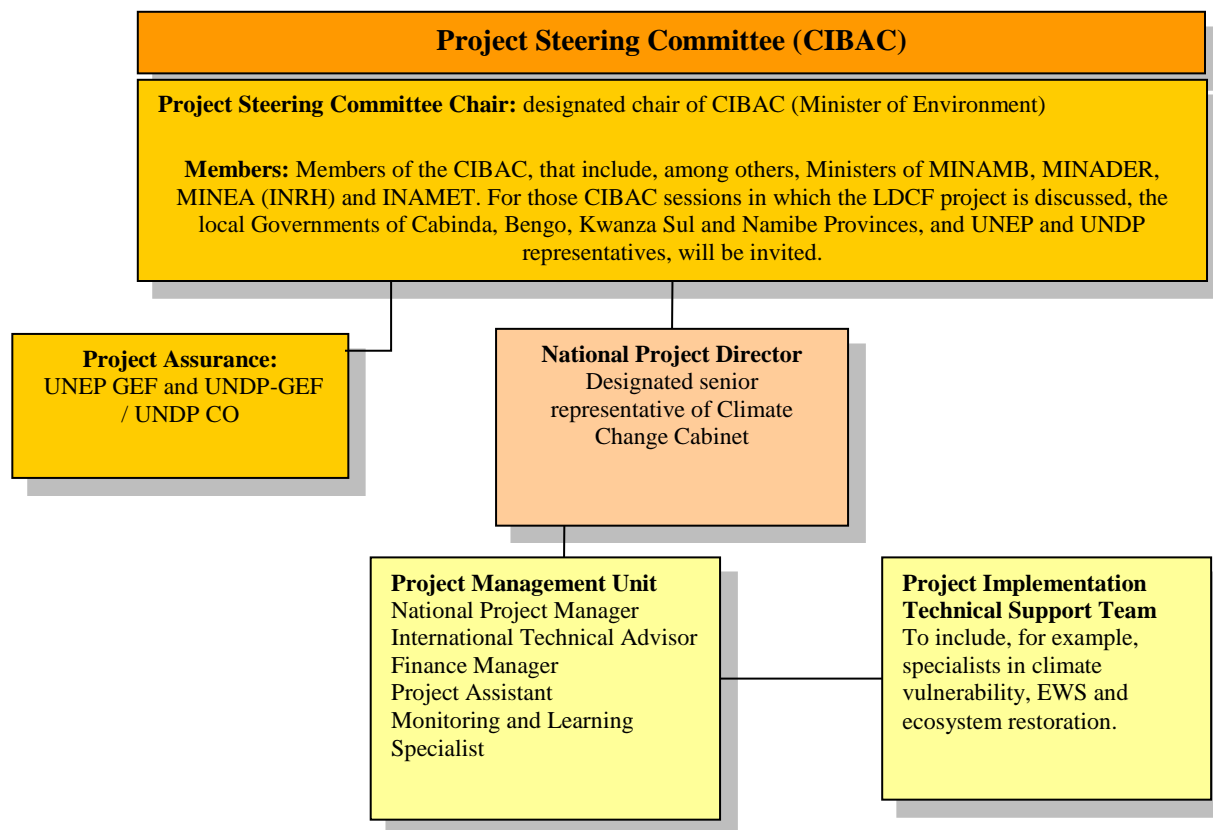 Project Steering Committee (CIBAC)
Project Steering Committee Chair: designated chair of CIBAC (Minister of Environment)
Members: Members of the CIBAC, that include, among others, Ministers of MINAMB, MINADER,
MINEA (INRH) and INAMET. For those CIBAC sessions in which the LDCF project is discussed, the
local Governments of Cabinda, Bengo, Kwanza Sul and Namibe Provinces, and UNEP and UNDP
representatives, will be invited.
Project Assurance:
UNEP GEF and UNDP-GEF
/ UNDP CO
National Project Director
Designated senior
representative of Climate
Change Cabinet
Project Management Unit
National Project Manager
International Technical Advisor
Finance Manager
Project Assistant
Monitoring and Learning
Specialist
Project Implementation
Technical Support Team
To include, for example,
specialists in climate
vulnerability, EWS and
ecosystem restoration.